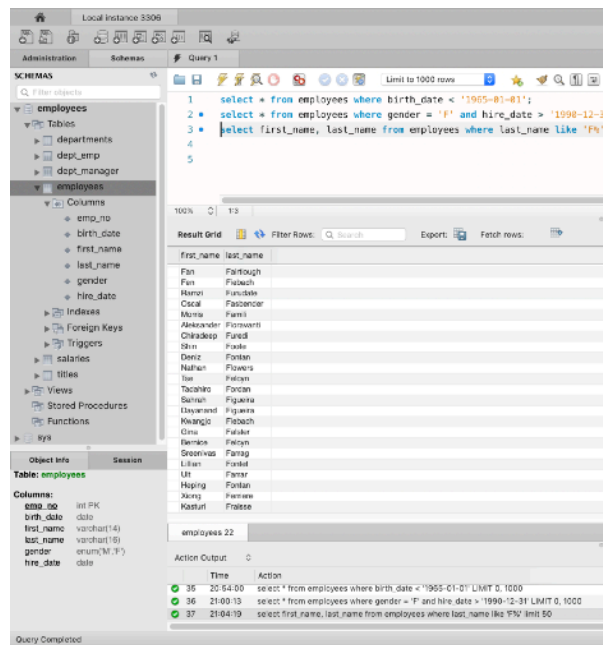 Local instance 3306
Administration
Schemas
Query 1
SCHEMAS
Filter objects
employees
Tables
departments
dept_emp
dept_manager
employees
Columns
emp_no
birth_date
first_name
last_name
gender
hire_date
Indexes
Foreign Keys
Triggers
salaries
titles
Views
Stored Procedures
Functions
sys
Object Info
Session
Table: employees
Columns:
emp_no int PK
birth_date date
first_name varchar(14)
last_name varchar(16)
gender enum('M','F')
hire_date date
Query Completed
Limit to 1000 rows
1 select * from employees where birth_date < '1965-01-01';
2 select * from employees where gender = 'F' and hire_date > '1990-12-3
3 select first_name, last_name from employees where last_name like 'F%'
4
5
100% 1:3
Result Grid Filter Rows: Search Export: Fetch rows:
first_name last_name
Fan Fairtlough
Fen Fiebach
Ramzi Furudate
Oscal Fasbender
Morris Famili
Aleksander Fioravanti
Chiradeep Furedi
Shin Foote
Deniz Fontan
Nathan Flowers
Tse Felcyn
Tadahiro Fordan
Sahrah Figueira
Dayanand Figueira
Kwangjo Fiebach
Gina Falster
Bernice Felcyn
Sreenivas Farrag
Lillian Fontet
Ult Farrar
Heping Fontan
Xiong Ferriere
Kasturi Fraisse
employees 22
Action Output
Time Action
35 20:54:00 select * from employees where birth_date < '1965-01-01' LIMIT 0, 1000
36 21:00:13 select * from employees where gender = 'F' and hire_date > '1990-12-31' LIMIT 0, 1000
37 21:04:19 select first_name, last_name from employees where last_name like 'F%' limit 50